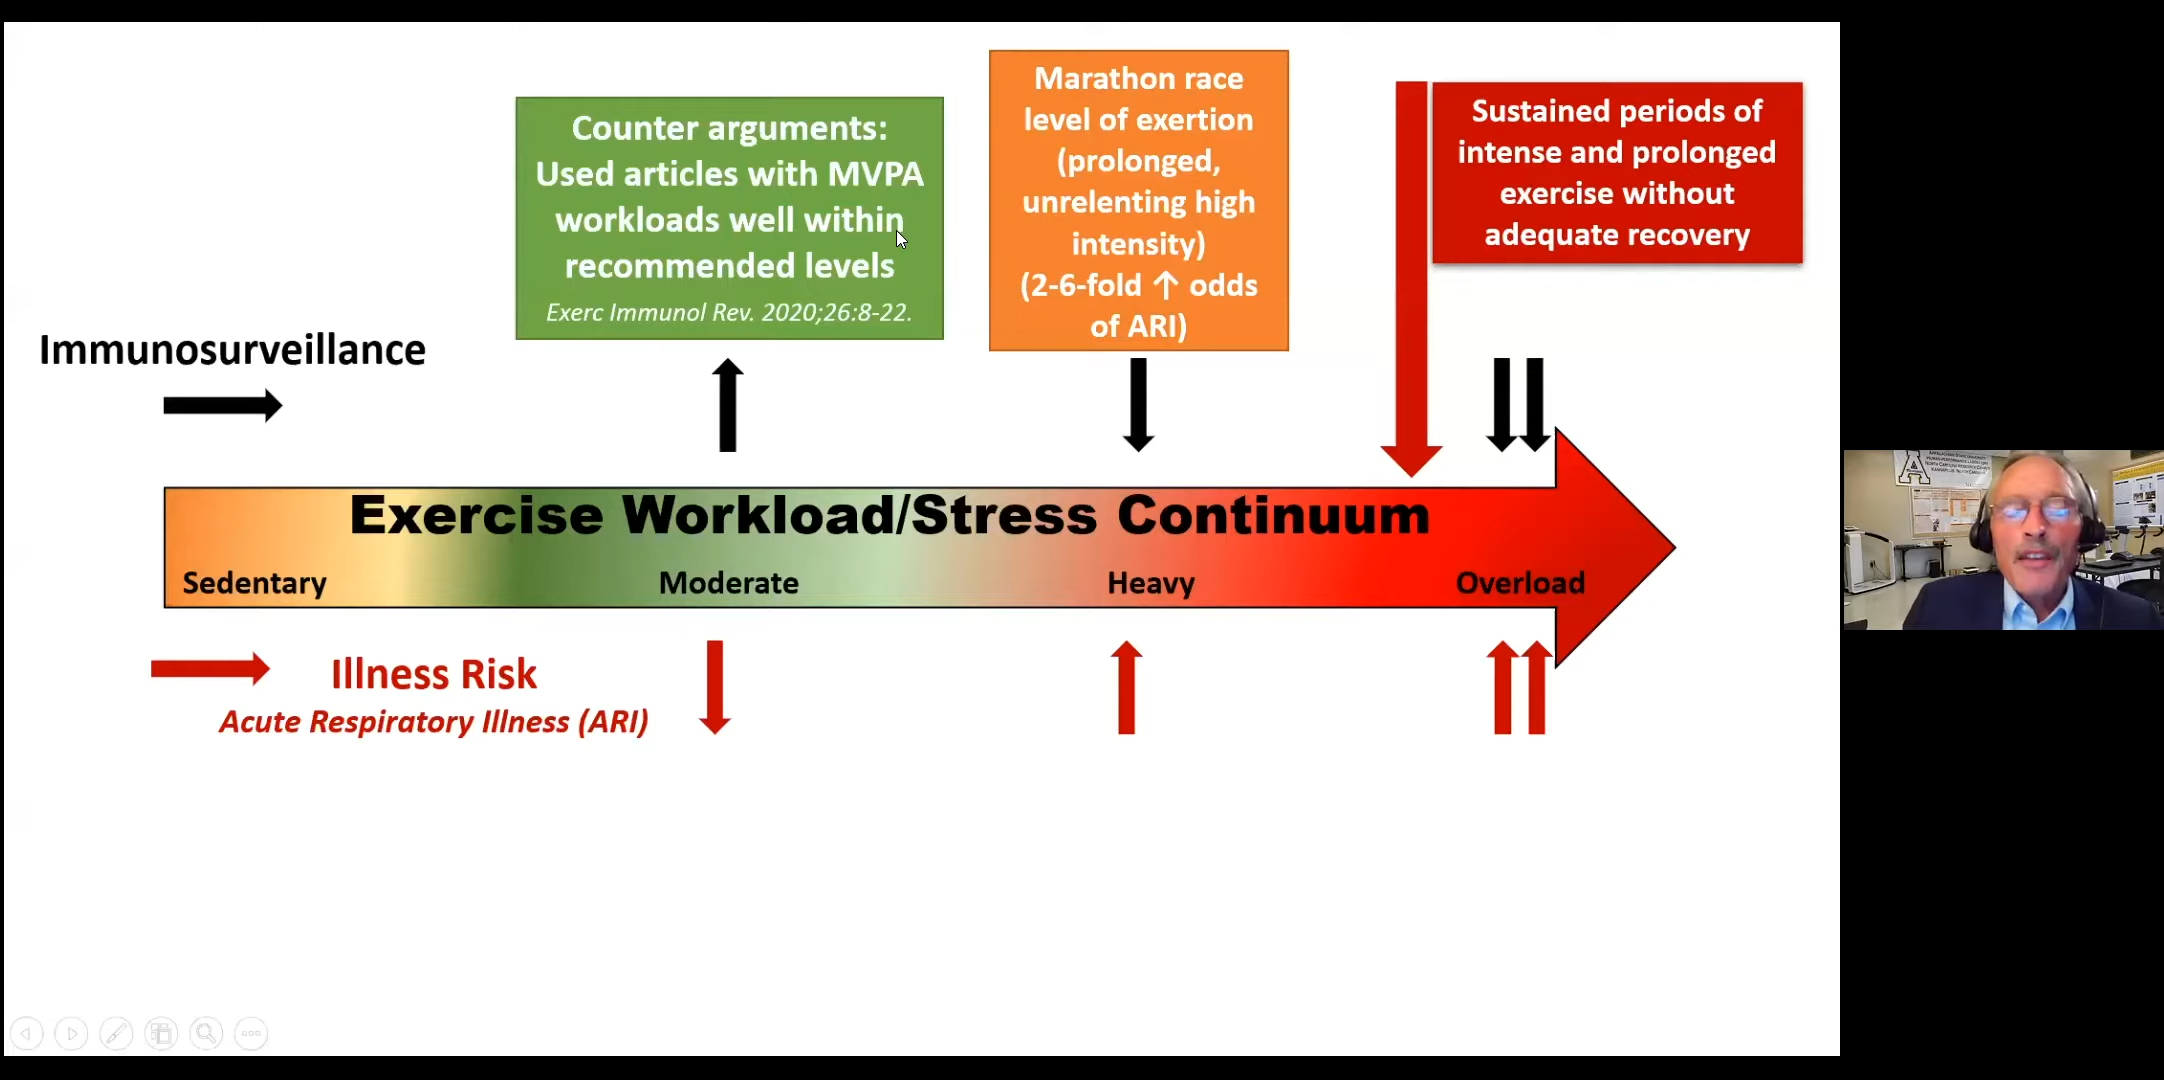 Counter arguments:
Used articles with MVPA
workloads well within
recommended levels
Exerc Immunol Rev. 2020;26:8-22.
Marathon race
level of exertion
(prolonged,
unrelenting high
intensity)
(2-6-fold ↑ odds
of ARI)
Sustained periods of
intense and prolonged
exercise without
adequate recovery
Immunosurveillance
Exercise Workload/Stress Continuum
Sedentary
Moderate
Heavy
Overload
Illness Risk
Acute Respiratory Illness (ARI)